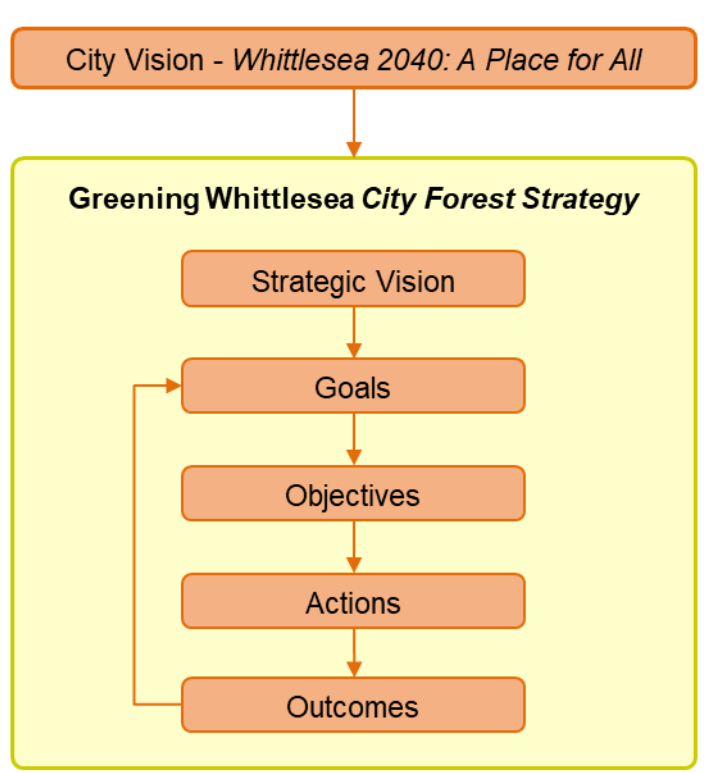 City Vision - Whittlesea 2040: A Place for All
Greening Whittlesea City Forest Strategy
Strategic Vision
Goals
Objectives
Actions
Outcomes